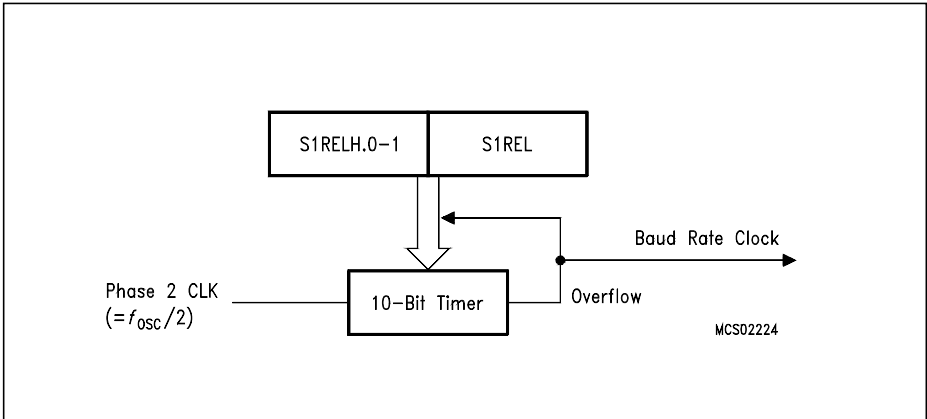 S1RELH.0-1
S1REL
Baud Rate Clock
Phase 2 CLK
(=fOSC/2)
10-Bit Timer
Overflow
MCS02224